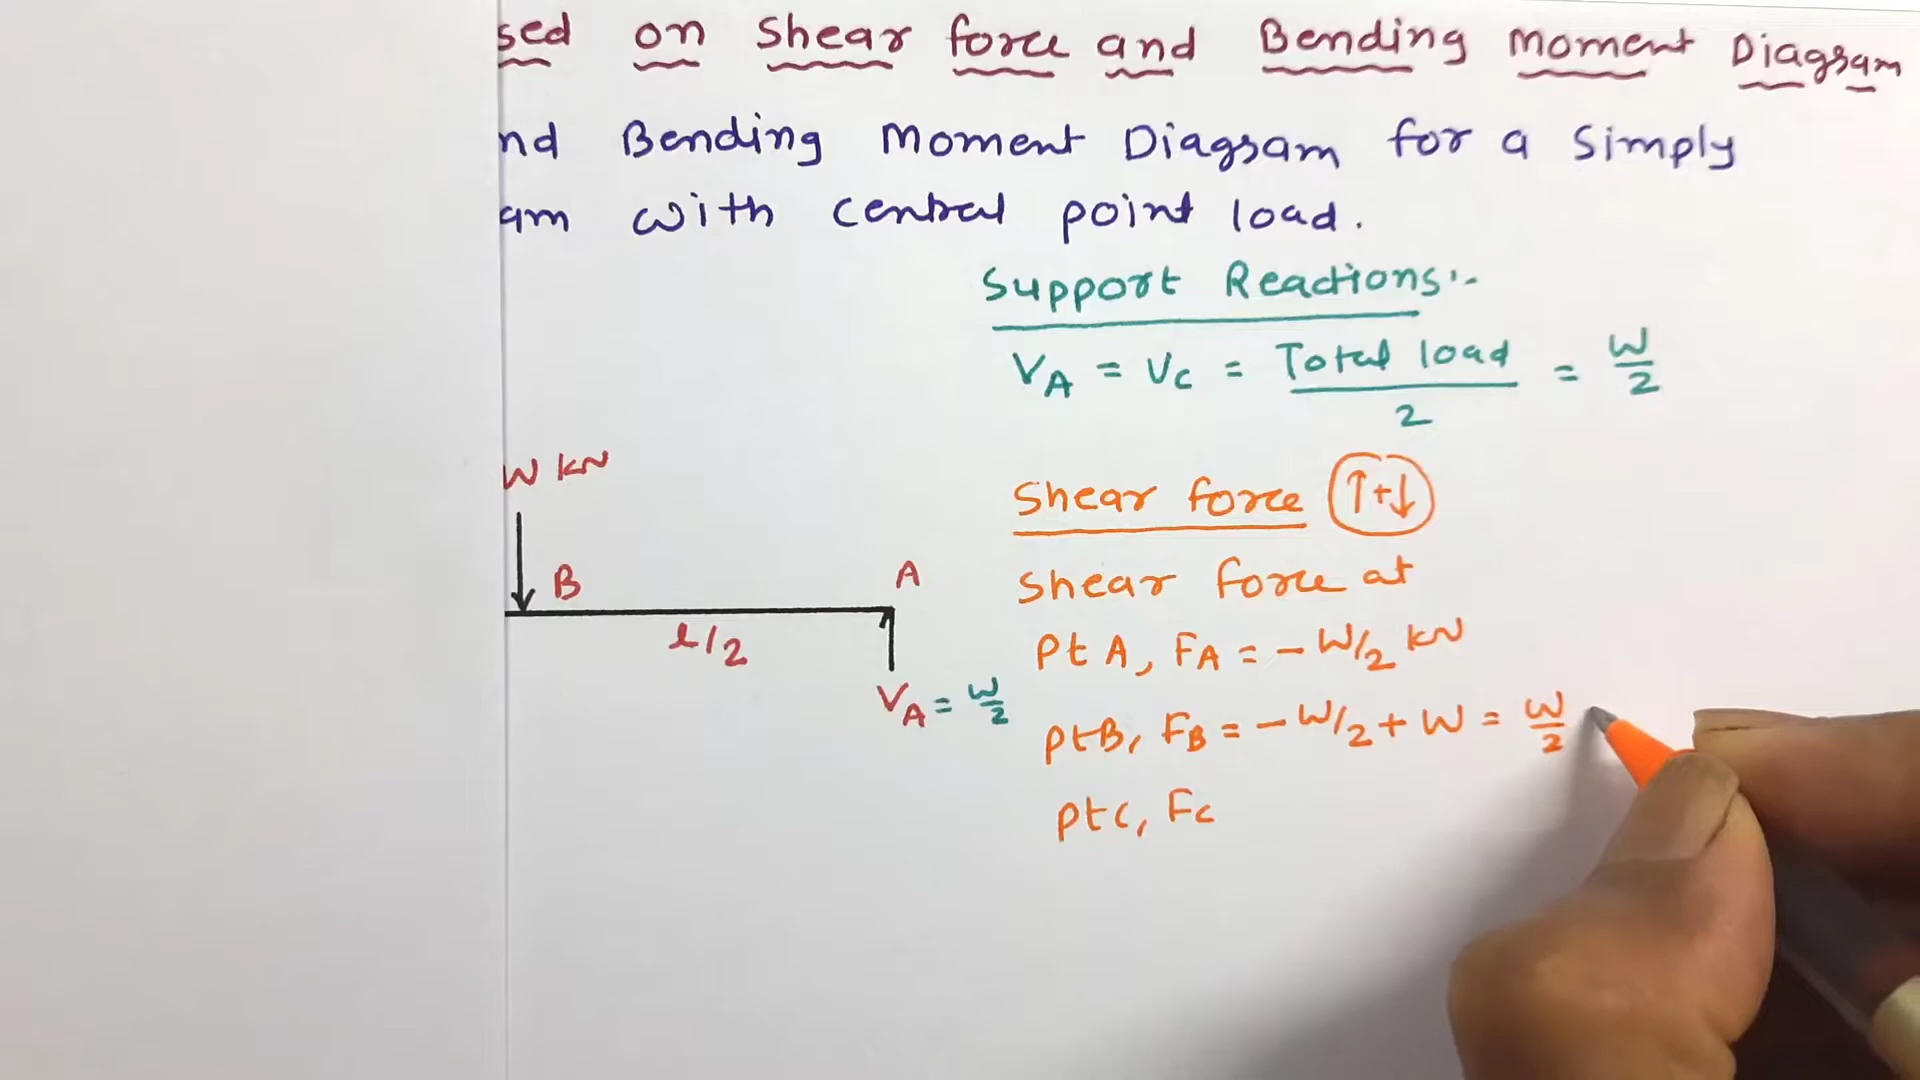 sed on Shear force and Bending Moment Diagram
nd Bending Moment Diagram for a Simply
am with central point load.
Support Reactions:-
VA = VC = Total load / 2 = W/2
W kN
Shear force ↑+↓
B
A
Shear force at
l/2
Pt A, FA = - W/2 kN
VA = W/2
ptB, FB = - W/2 + W = W/2
ptC, FC